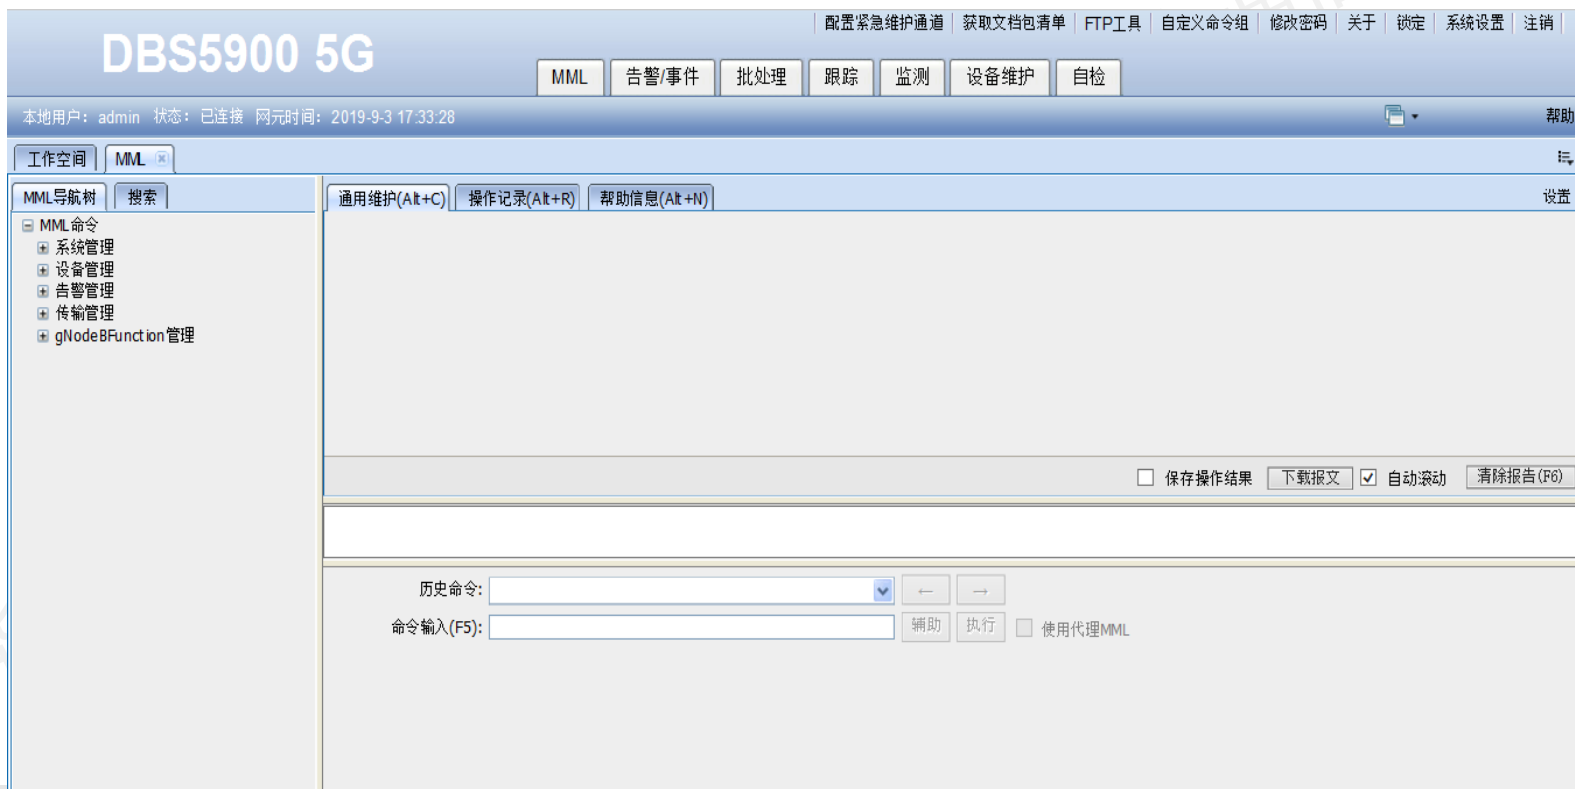 配置紧急维护通道 获取文档包清单 FTP工具 自定义命令组 修改密码 关于 锁定 系统设置 注销
DBS5900 5G
MML 告警/事件 批处理 跟踪 监测 设备维护 自检
本地用户: admin 状态: 已连接 网元时间: 2019-9-3 17:33:28 帮助
工作空间 MML
MML导航树 搜索 通用维护(Alt+C) 操作记录(Alt+R) 帮助信息(Alt+N) 设置
MML命令
系统管理
设备管理
告警管理
传输管理
gNodeBFunction管理
保存操作结果 下载报文 自动滚动 清除报告(F6)
历史命令: ← →
命令输入(F5): 辅助 执行 使用代理MML